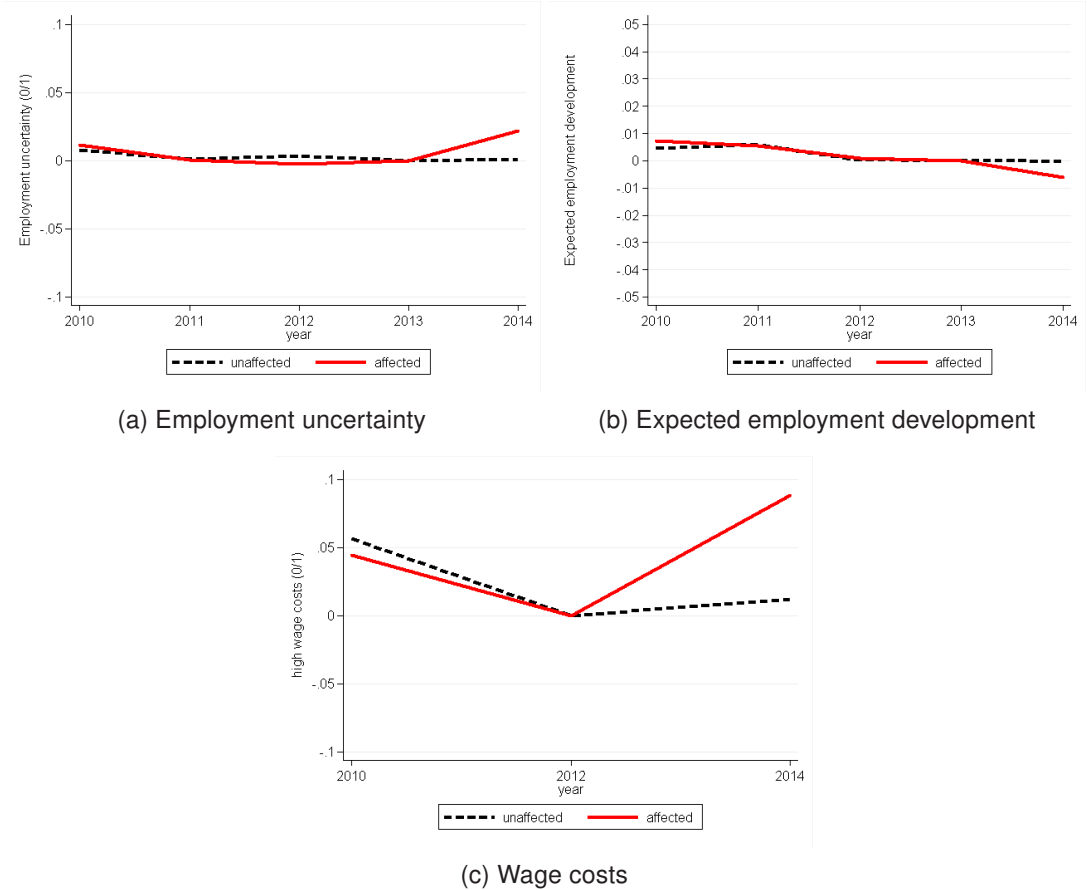 Employment uncertainty (0/1)
.1
.05
0
-.05
-.1
2010 2011 2012 2013 2014
year
unaffected affected
(a) Employment uncertainty
Expected employment development
.05
.04
.03
.02
.01
0
-.01
-.02
-.03
-.04
-.05
2010 2011 2012 2013 2014
year
unaffected affected
(b) Expected employment development
high wage costs (0/1)
.1
.05
0
-.05
-.1
2010 2012 2014
year
unaffected affected
(c) Wage costs